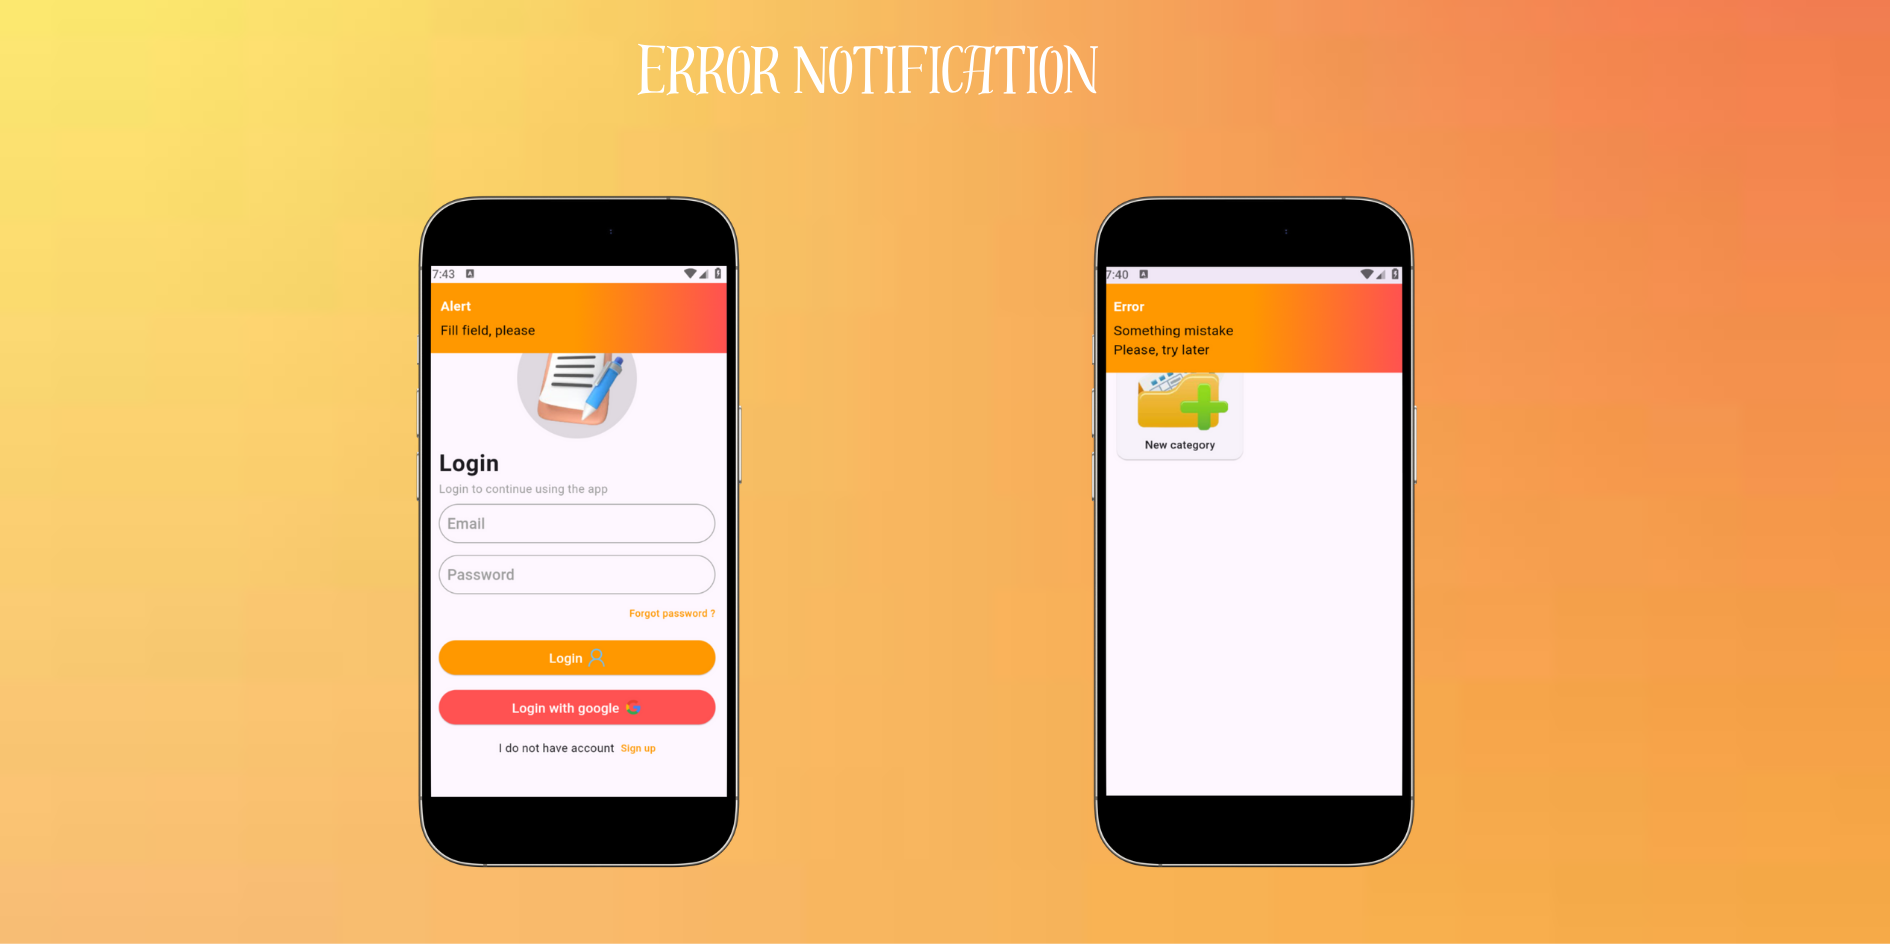 ERROR NOTIFICATION
7:43
Alert
Fill field, please
Login
Login to continue using the app
Email
Password
Forgot password ?
Login
Login with google
I do not have account Sign up
7:40
Error
Something mistake
Please, try later
New category